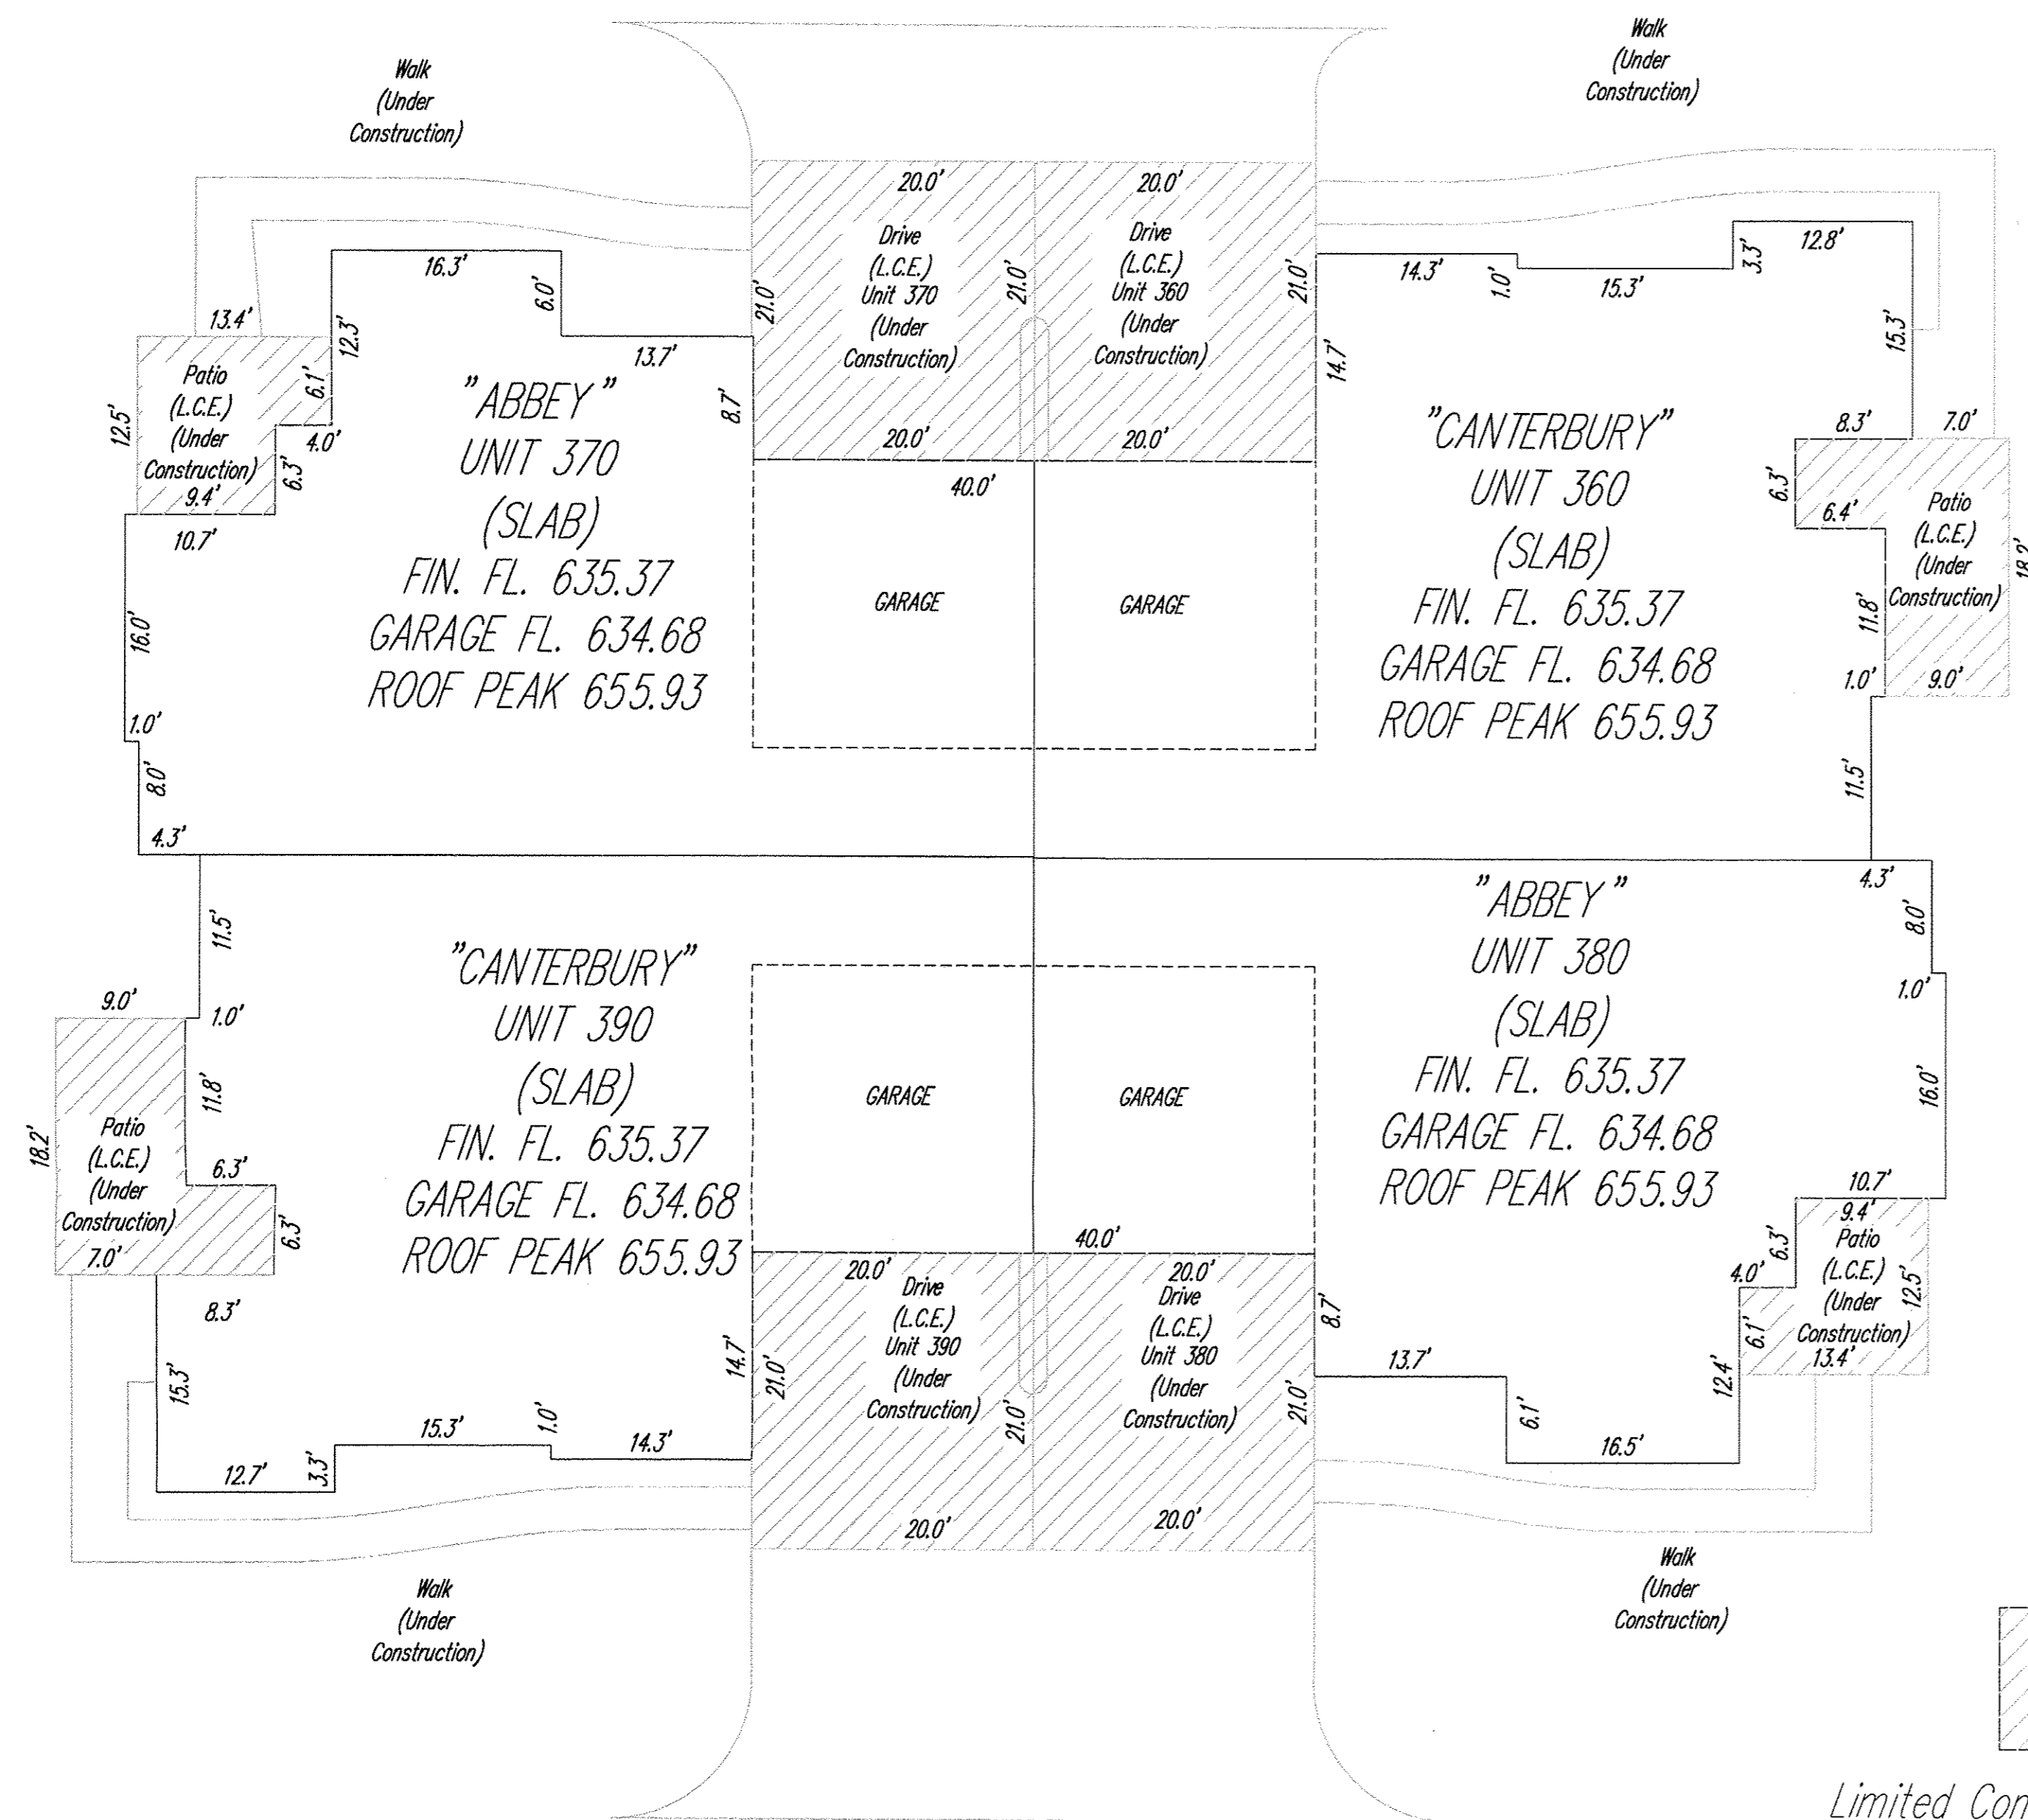 Walk
(Under
Construction)
Walk
(Under
Construction)
20.0'
20.0'
Drive
(L.C.E.)
Unit 370
(Under
Construction)
21.0'
21.0'
20.0'
Drive
(L.C.E.)
Unit 360
(Under
Construction)
21.0'
20.0'
40.0'
16.3'
6.0'
13.7'
8.7'
12.3'
13.4'
6.1'
4.0'
6.3'
12.5'
Patio
(L.C.E.)
(Under
Construction)
9.4'
10.7'
16.0'
1.0'
8.0'
4.3'
"ABBEY"
UNIT 370
(SLAB)
FIN. FL. 635.37
GARAGE FL. 634.68
ROOF PEAK 655.93
GARAGE
GARAGE
14.3'
1.0'
15.3'
3.3'
12.8'
14.7'
15.3'
8.3'
7.0'
6.3'
6.4'
Patio
(L.C.E.)
(Under
Construction)
18.2'
11.8'
1.0'
9.0'
11.5'
"CANTERBURY"
UNIT 360
(SLAB)
FIN. FL. 635.37
GARAGE FL. 634.68
ROOF PEAK 655.93
11.5'
9.0'
1.0'
11.8'
18.2'
Patio
(L.C.E.)
(Under
Construction)
6.3'
6.3'
7.0'
8.3'
15.3'
12.7'
3.3'
15.3'
1.0'
14.3'
14.7'
"CANTERBURY"
UNIT 390
(SLAB)
FIN. FL. 635.37
GARAGE FL. 634.68
ROOF PEAK 655.93
GARAGE
GARAGE
4.3'
8.0'
1.0'
16.0'
"ABBEY"
UNIT 380
(SLAB)
FIN. FL. 635.37
GARAGE FL. 634.68
ROOF PEAK 655.93
10.7'
9.4'
Patio
(L.C.E.)
(Under
Construction)
13.4'
12.5'
6.3'
4.0'
6.1'
12.4'
8.7'
13.7'
6.1'
16.5'
40.0'
20.0'
20.0'
Drive
(L.C.E.)
Unit 390
(Under
Construction)
21.0'
21.0'
20.0'
Drive
(L.C.E.)
Unit 380
(Under
Construction)
21.0'
20.0'
Walk
(Under
Construction)
Walk
(Under
Construction)
Limited